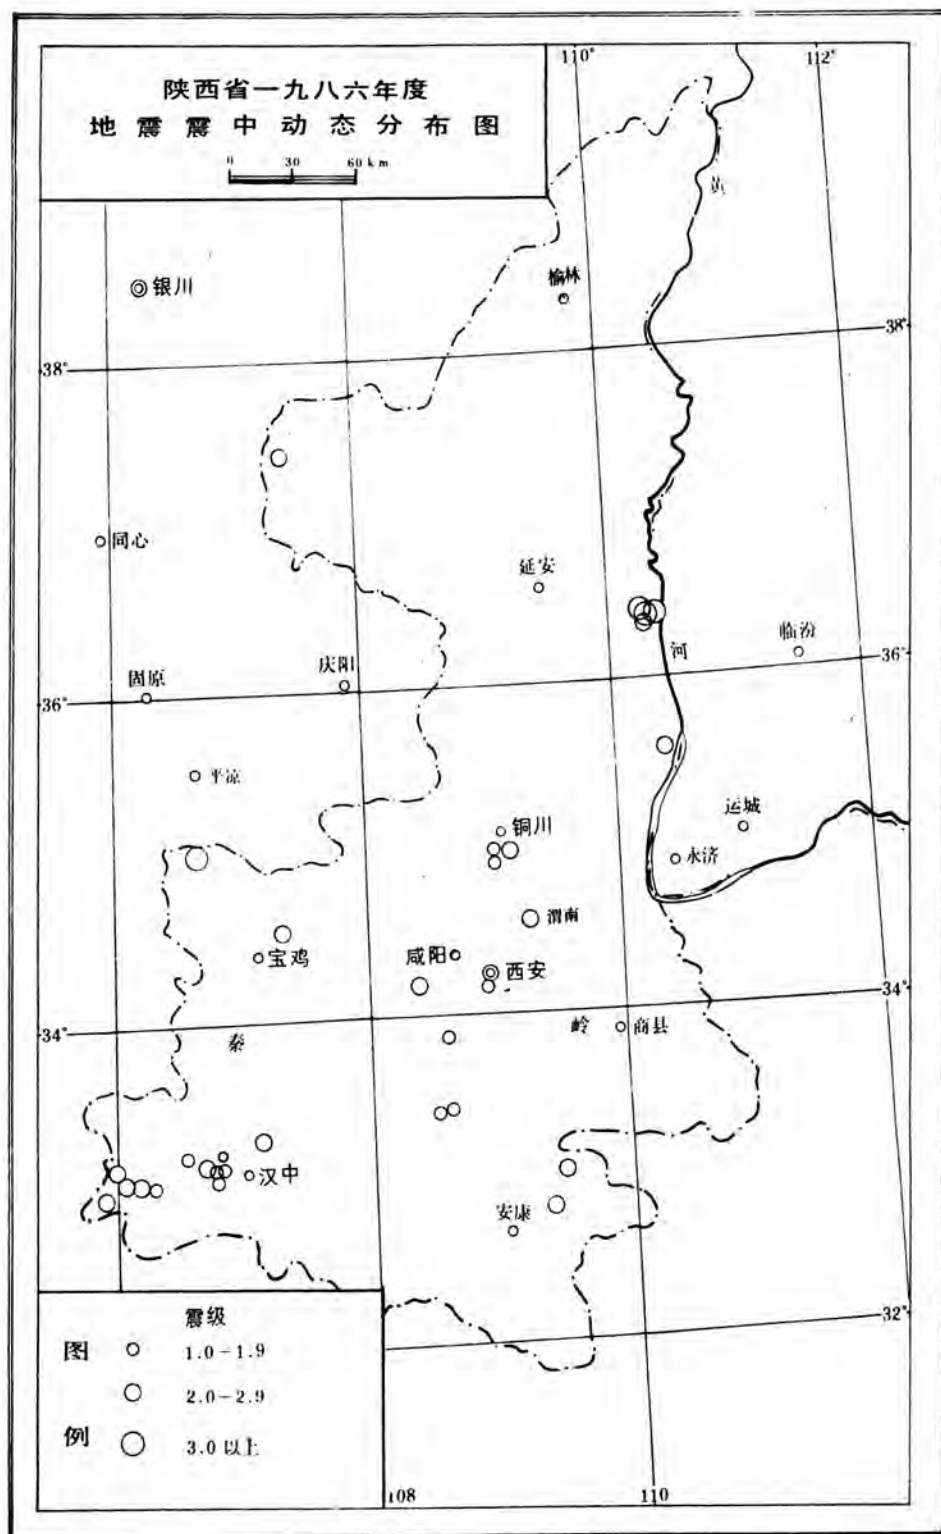 110°
112°
陕西省一九八六年度
地震震中动态分布图
0 30 60 km
黄
银川
榆林
38°
38°
同心
延安
临汾
河
庆阳
固原
36°
36°
平凉
运城
铜川
永济
渭南
咸阳
宝鸡
西安
34°
34°
岭
商县
秦
汉中
安康
32°
震级
图
1.0-1.9
2.0-2.9
例
3.0以上
108
110